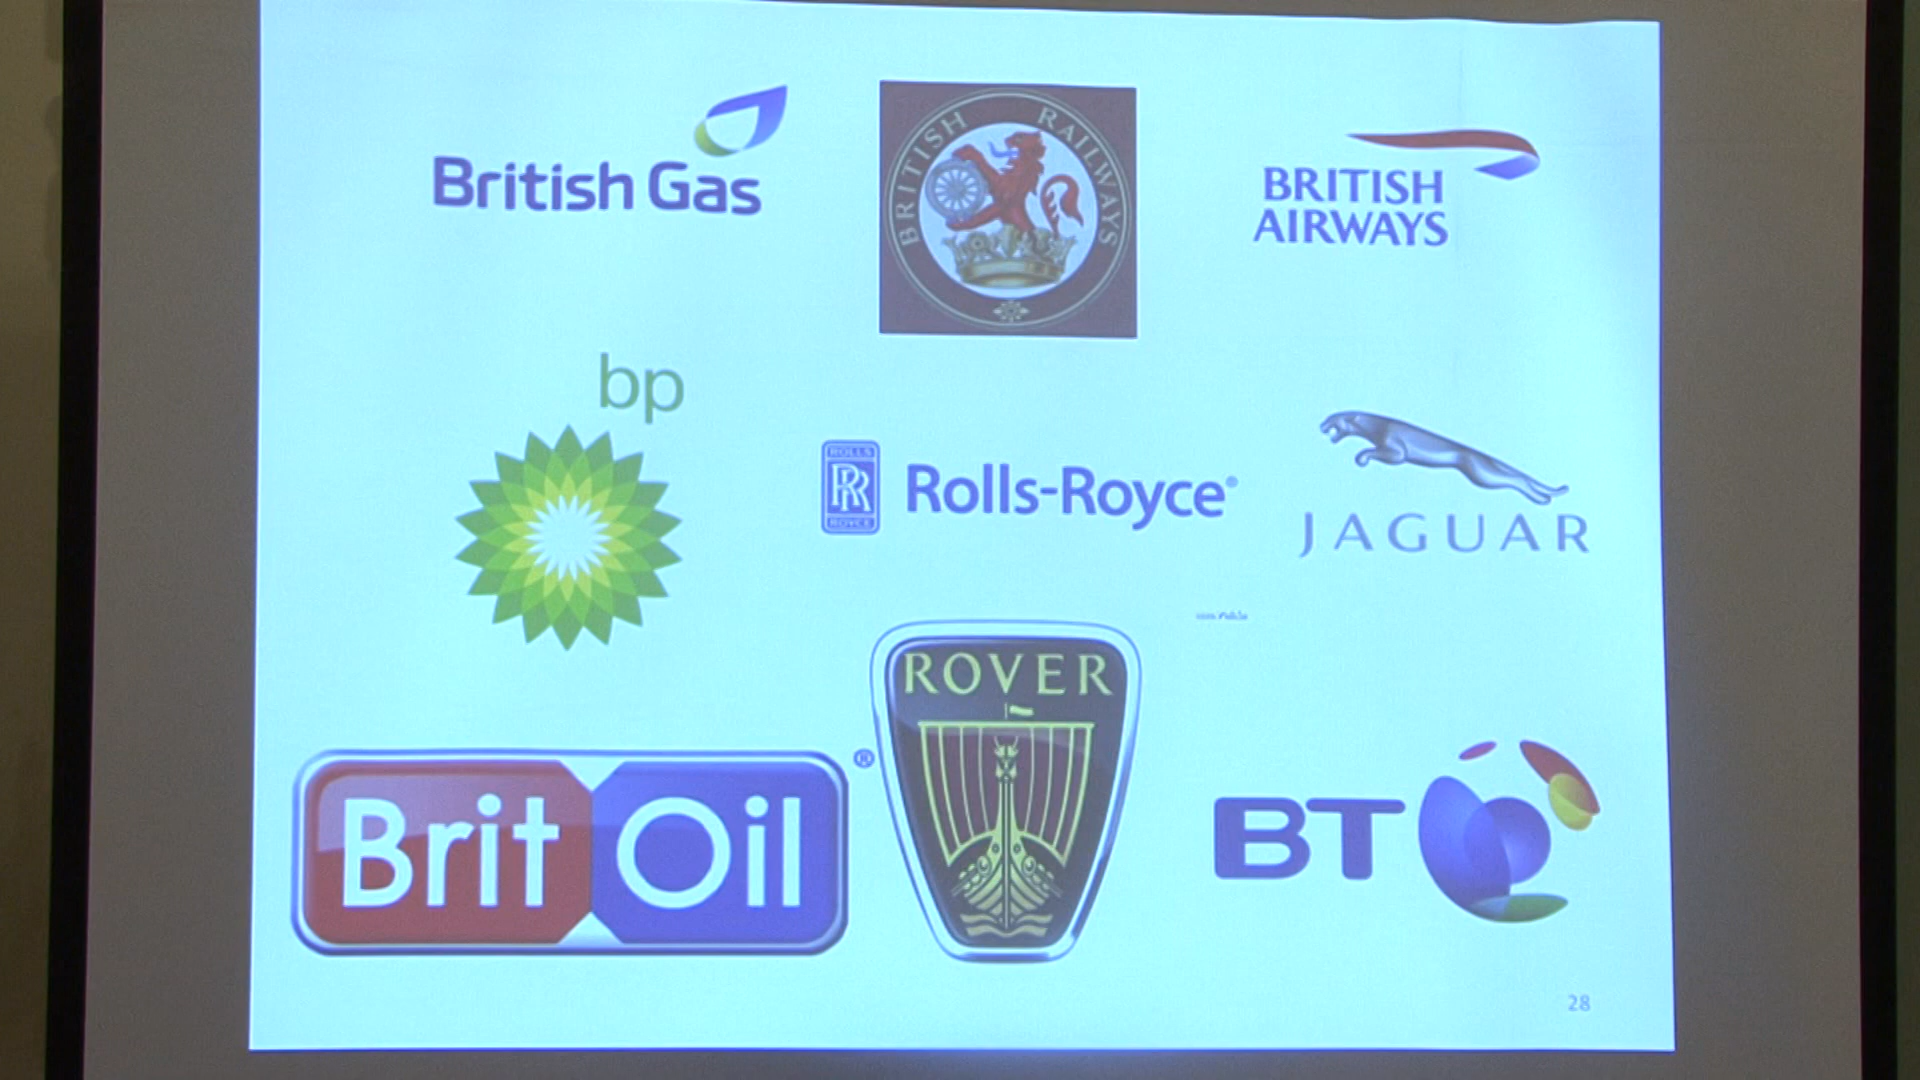 British Gas
BRITISH RAILWAYS
BRITISH
AIRWAYS
bp
ROLLS
RR
ROYCE
Rolls-Royce®
JAGUAR
ROVER
Brit Oil ®
BT
28